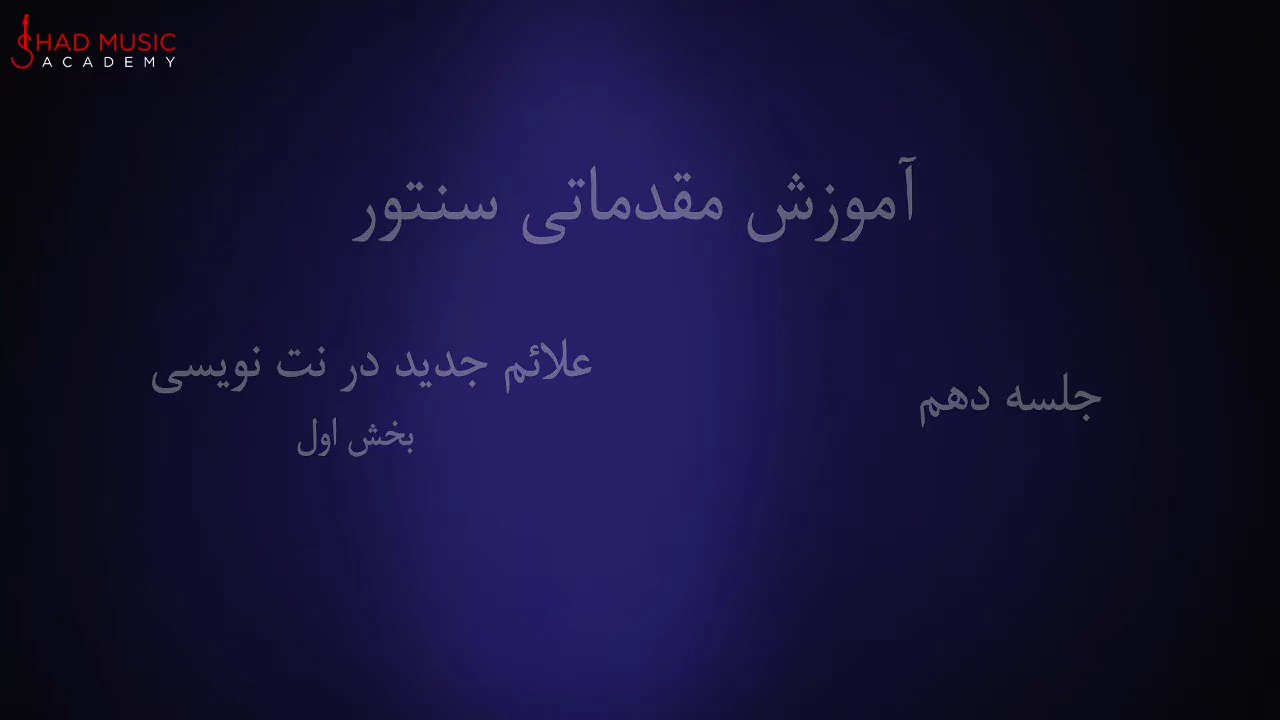 SHAD MUSIC
ACADEMY
آموزش مقدماتی سنتور
جلسه دهم
علائم جدید در نت نویسی
بخش اول